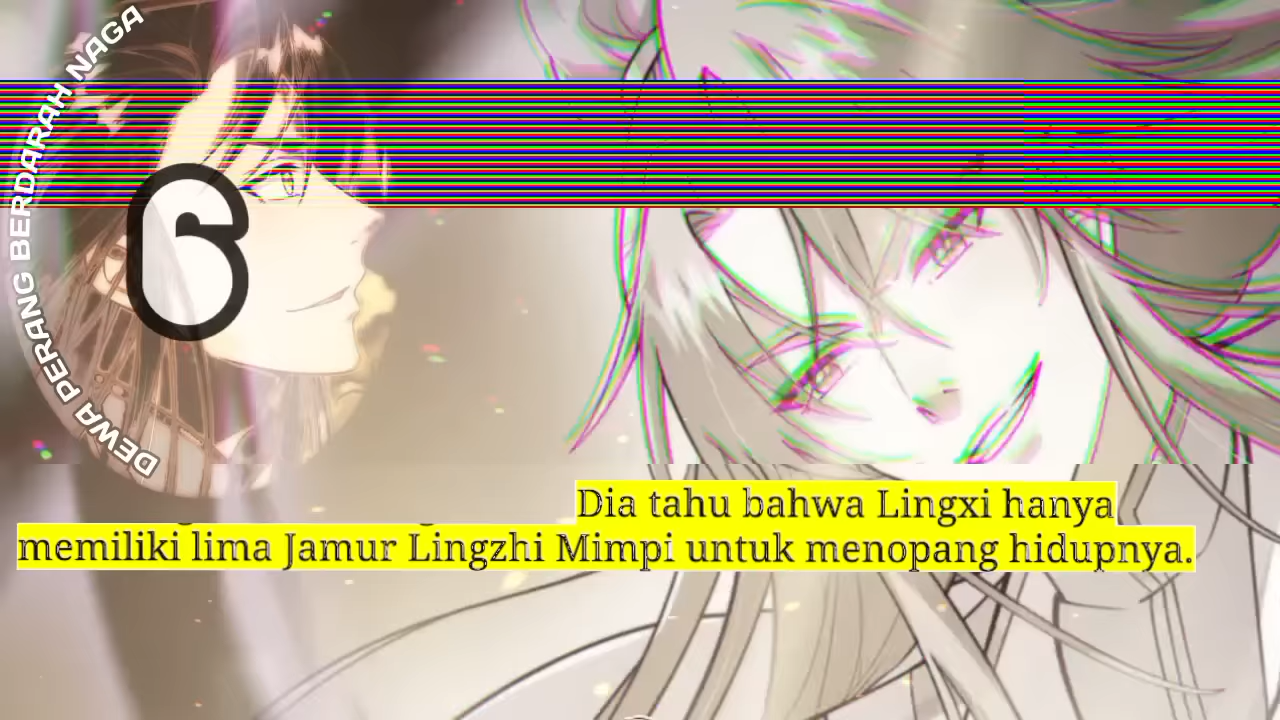 DEWA PERANG BERDARAH NAGA
6
Dia tahu bahwa Lingxi hanya
memiliki lima Jamur Lingzhi Mimpi untuk menopang hidupnya.